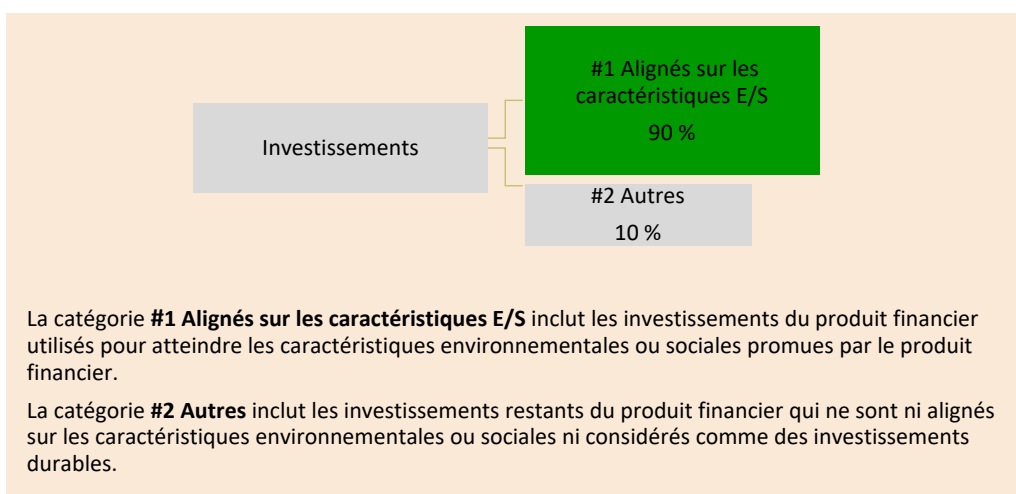 #1 Alignés sur les
caractéristiques E/S
90 %
Investissements
#2 Autres
10 %
La catégorie #1 Alignés sur les caractéristiques E/S inclut les investissements du produit financier
utilisés pour atteindre les caractéristiques environnementales ou sociales promues par le produit
financier.
La catégorie #2 Autres inclut les investissements restants du produit financier qui ne sont ni alignés
sur les caractéristiques environnementales ou sociales ni considérés comme des investissements
durables.